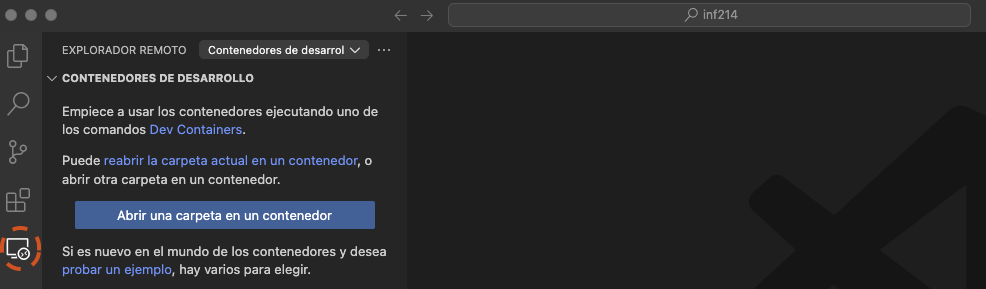 inf214
EXPLORADOR REMOTO
Contenedores de desarrol
CONTENEDORES DE DESARROLLO
Empiece a usar los contenedores ejecutando uno de
los comandos Dev Containers.
Puede reabrir la carpeta actual en un contenedor, o
abrir otra carpeta en un contenedor.
Abrir una carpeta en un contenedor
Si es nuevo en el mundo de los contenedores y desea
probar un ejemplo, hay varios para elegir.